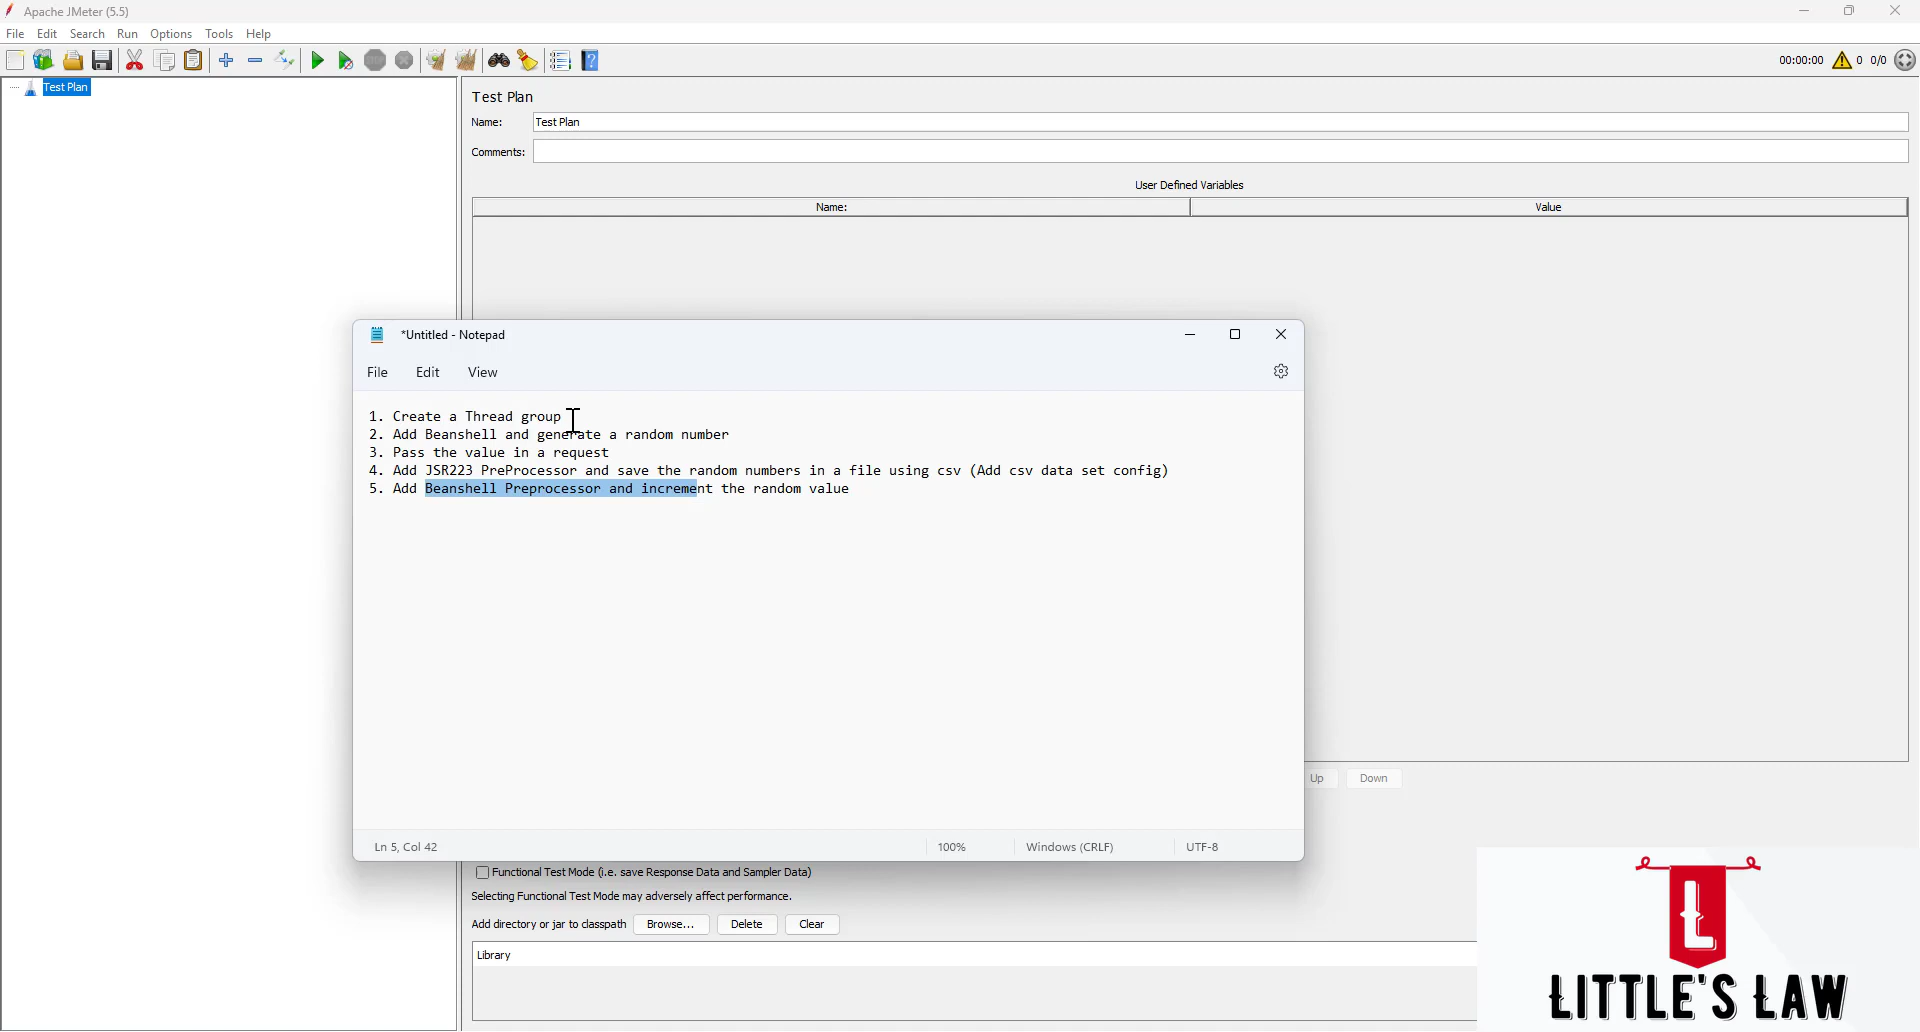 Apache JMeter (5.5)
File Edit Search Run Options Tools Help
00:00:00 0 0/0
Test Plan
Test Plan
Name: Test Plan
Comments:
User Defined Variables
Name: Value
*Untitled - Notepad
File Edit View
1. Create a Thread group
2. Add Beanshell and generate a random number
3. Pass the value in a request
4. Add JSR223 PreProcessor and save the random numbers in a file using csv (Add csv data set config)
5. Add Beanshell Preprocessor and increment the random value
Up Down
Ln 5, Col 42 100% Windows (CRLF) UTF-8
Functional Test Mode (i.e. save Response Data and Sampler Data)
Selecting Functional Test Mode may adversely affect performance.
Add directory or jar to classpath Browse... Delete Clear
Library
L
LITTLE'S LAW